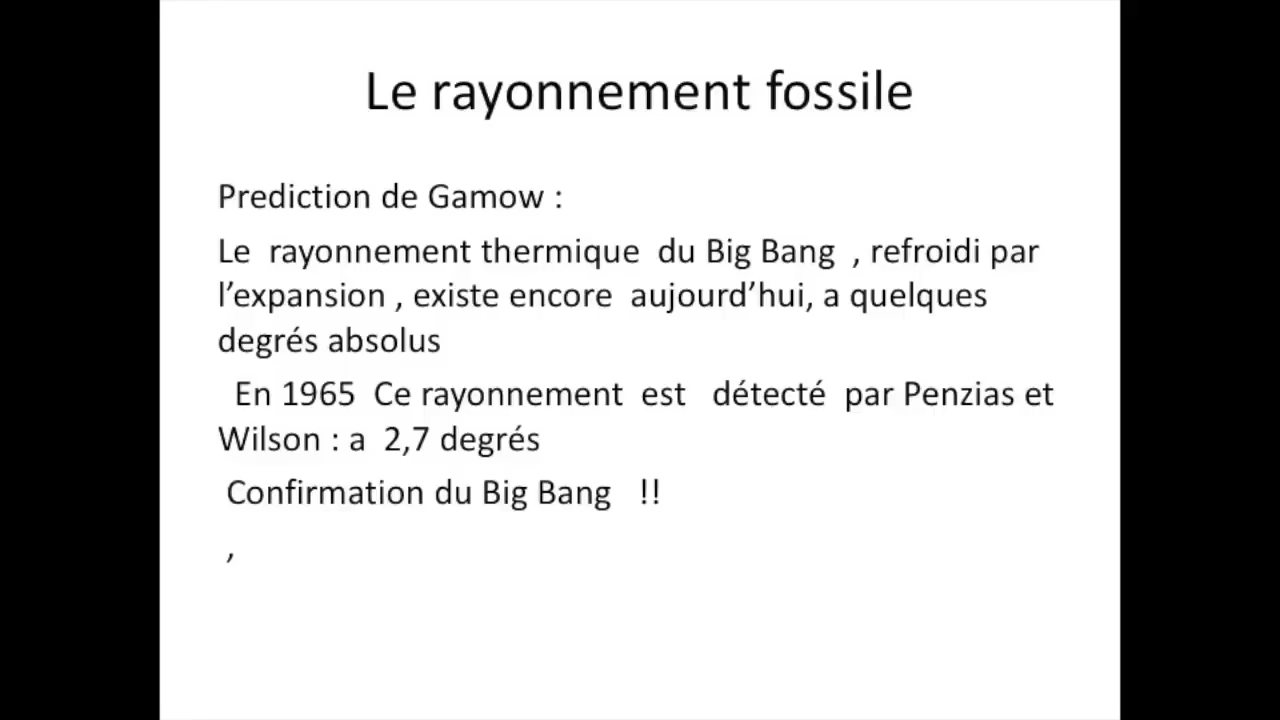 Le rayonnement fossile
Prediction de Gamow :
Le  rayonnement thermique  du Big Bang  , refroidi par
l’expansion , existe encore  aujourd’hui, a quelques
degrés absolus
En 1965  Ce rayonnement  est   détecté  par Penzias et
Wilson : a  2,7 degrés
Confirmation du Big Bang   !!
,